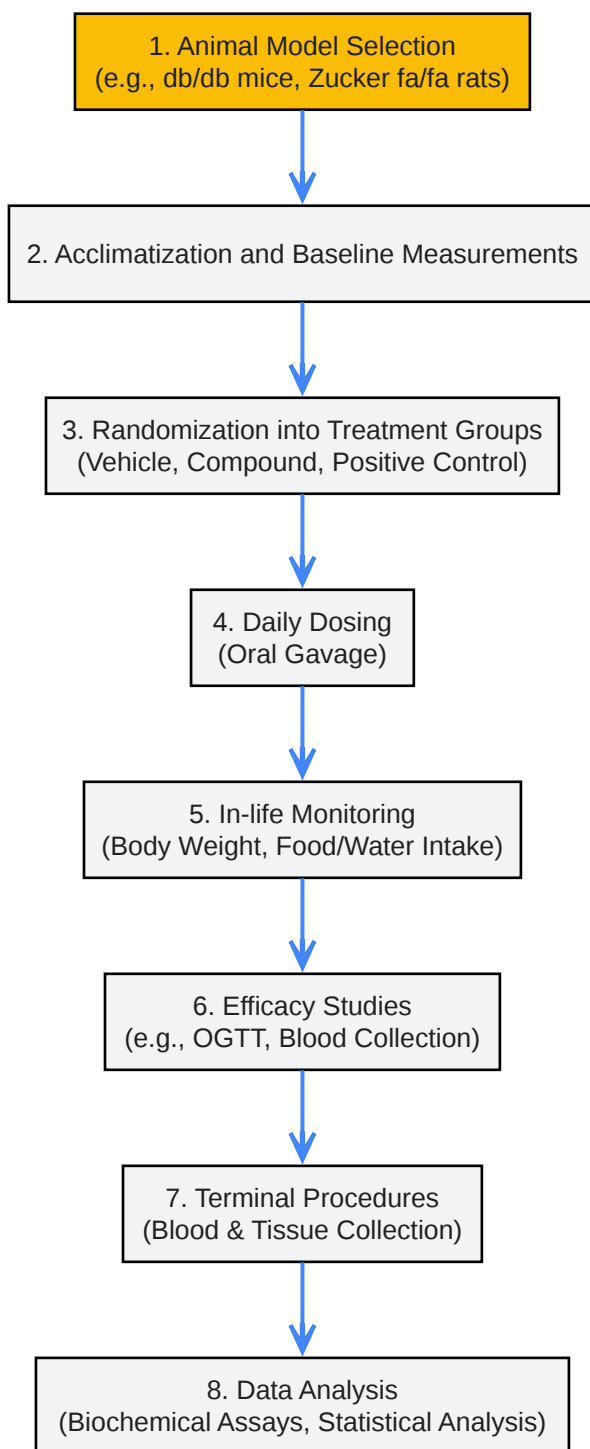 1. Animal Model Selection
(e.g., db/db mice, Zucker fa/fa rats)
2. Acclimatization and Baseline Measurements
3. Randomization into Treatment Groups
(Vehicle, Compound, Positive Control)
4. Daily Dosing
(Oral Gavage)
5. In-life Monitoring
(Body Weight, Food/Water Intake)
6. Efficacy Studies
(e.g., OGTT, Blood Collection)
7. Terminal Procedures
(Blood & Tissue Collection)
8. Data Analysis
(Biochemical Assays, Statistical Analysis)